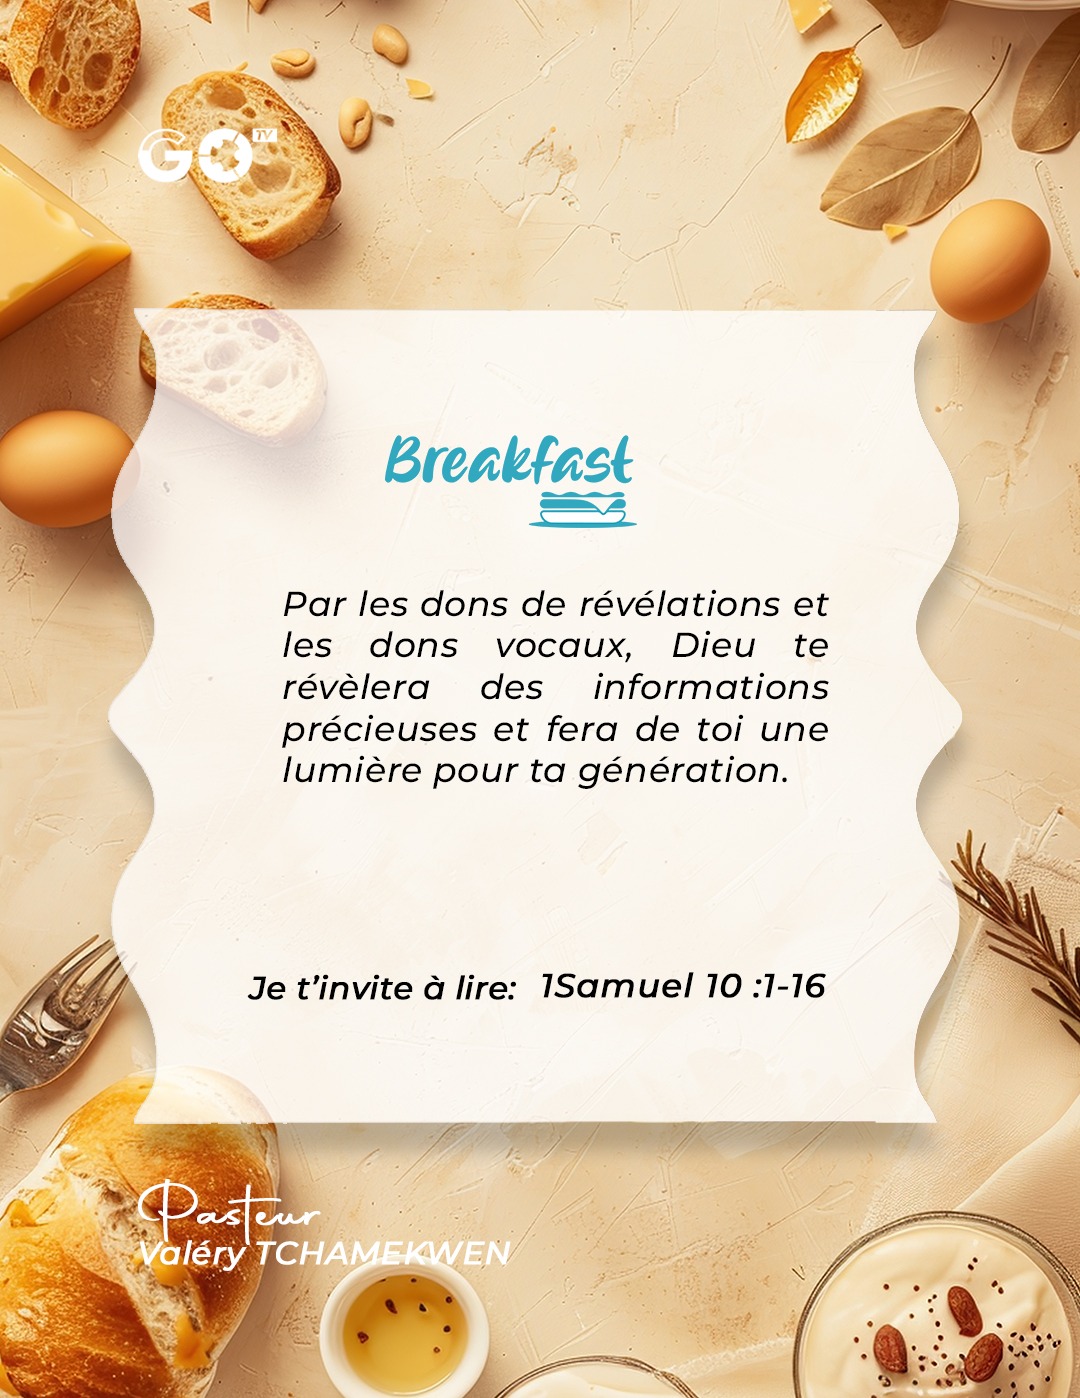 GO TV
Breakfast
Par les dons de révélations et
les dons vocaux, Dieu te
révèlera des informations
précieuses et fera de toi une
lumière pour ta génération.
Je t’invite à lire: 1Samuel 10 :1-16
Pasteur
Valéry TCHAMEKWEN